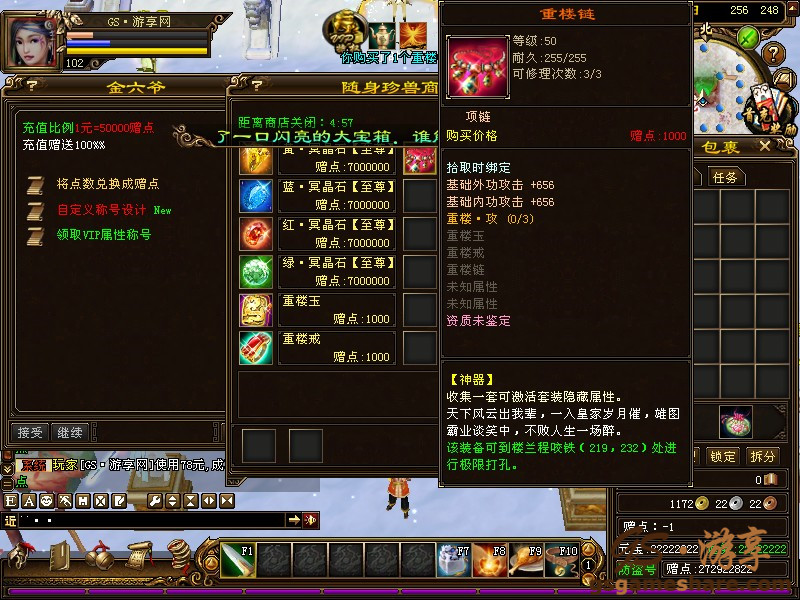 GS·游享网
102
金六爷
充值比例1元=50000赠点
充值赠送100%%
将点数兑换成赠点
自定义称号设计 New
领取VIP属性称号
接受
继续
你购买了1个重楼
随身珍兽商
距离商店关闭：4:57
了一口闪亮的大宝箱．谁
黄·冥晶石【至尊】
赠点:7000000
蓝·冥晶石【至尊】
赠点:7000000
红·冥晶石【至尊】
赠点:7000000
绿·冥晶石【至尊】
赠点:7000000
重楼玉
赠点:1000
重楼戒
赠点:1000
重楼链
等级:50
耐久:255/255
可修理次数:3/3
项链
购买价格
赠点:1000
拾取时绑定
基础外功攻击 +656
基础内功攻击 +656
重楼·攻 (0/3)
重楼玉
重楼戒
重楼链
未知属性
未知属性
资质未鉴定
【神器】
收集一套可激活套装隐藏属性。
天下风云出我辈，一入皇家岁月催，雄图
霸业谈笑中，不败人生一场醉。
该装备可到楼兰程咬铁（219，232）处进
行极限打孔。
256 248
北
包裹
任务
锁定
拆分
0
1172 22 22
赠点:-1
元宝:
防盗号
赠点:272922822
游享
系统
玩家[GS·游享网]使用78元,成
点
近
F1
F7
F8
F9
F10
1